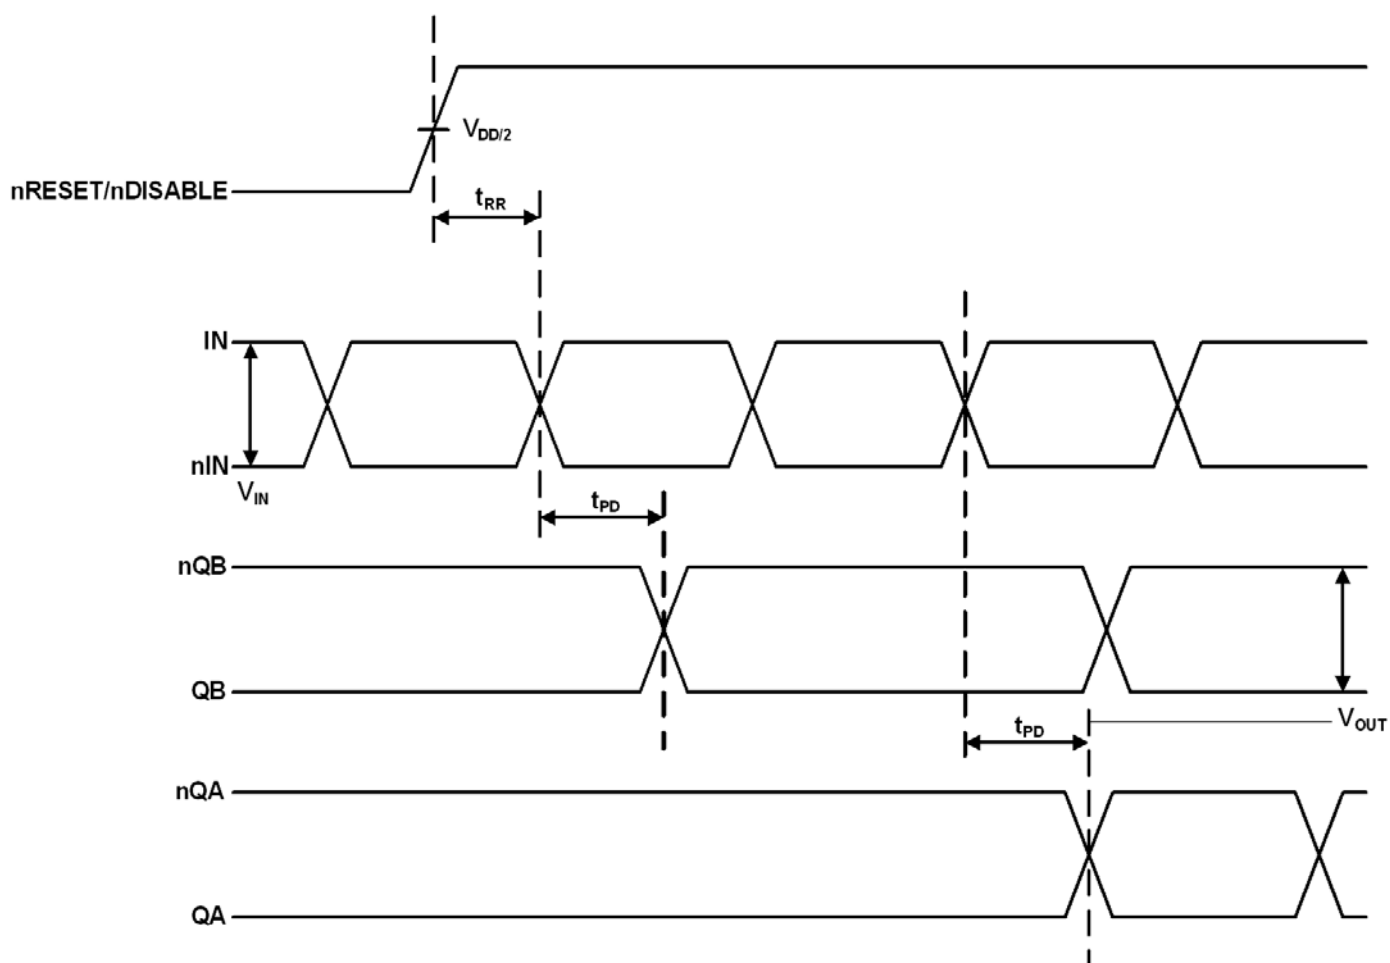 V_DD/2
nRESET/nDISABLE
t_RR
IN
nIN
V_IN
t_PD
nQB
QB
t_PD
V_OUT
nQA
QA